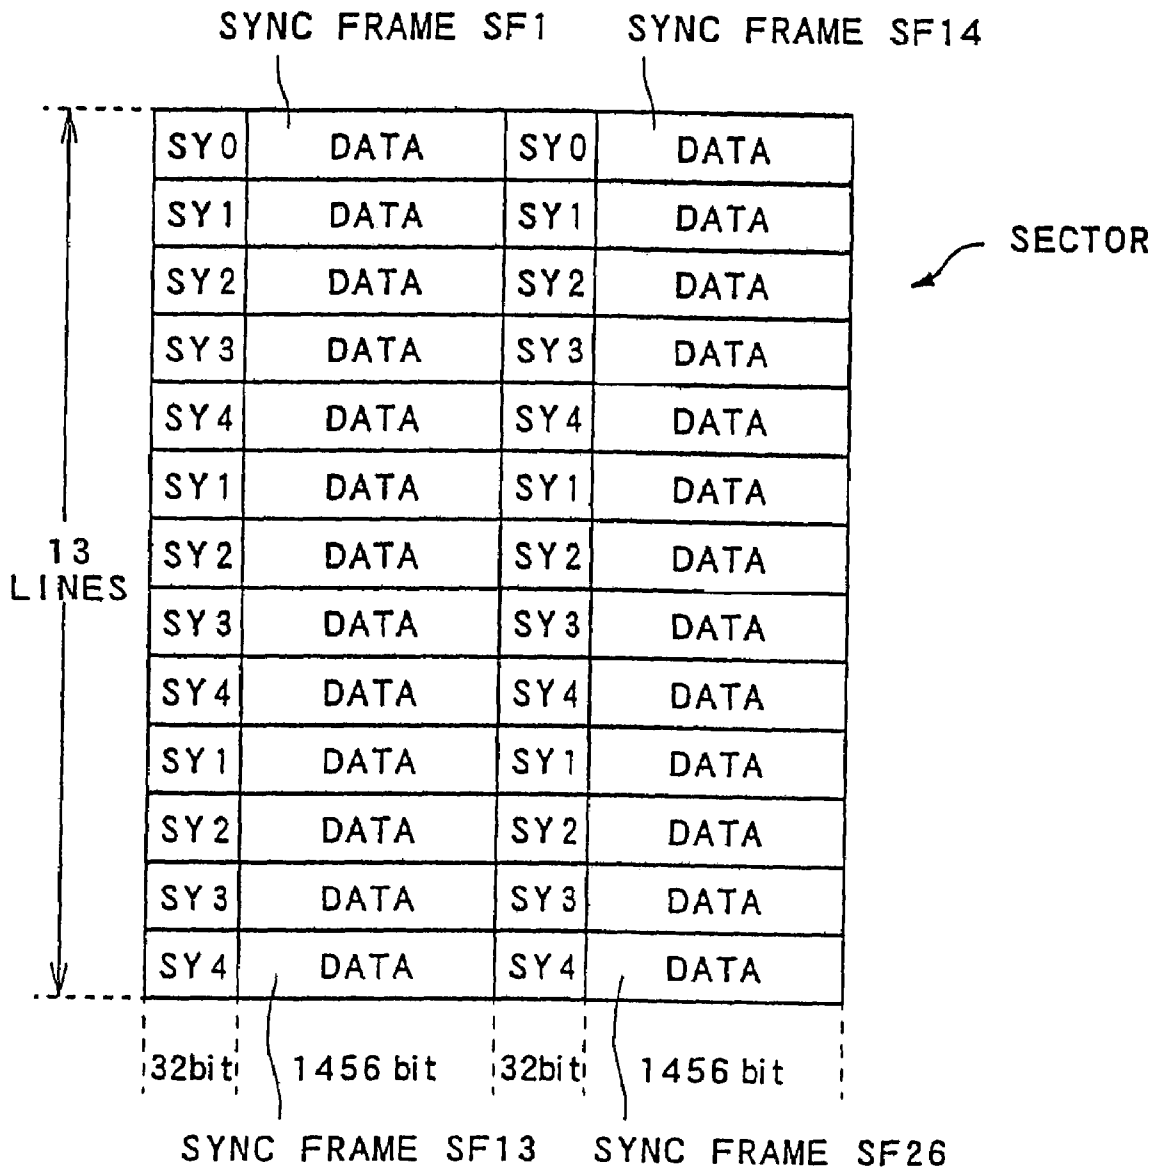 SYNC FRAME SF1 SYNC FRAME SF14
SY0 DATA SY0 DATA
SY1 DATA SY1 DATA
SECTOR
SY2 DATA SY2 DATA
SY3 DATA SY3 DATA
SY4 DATA SY4 DATA
SY1 DATA SY1 DATA
13
LINES
SY2 DATA SY2 DATA
SY3 DATA SY3 DATA
SY4 DATA SY4 DATA
SY1 DATA SY1 DATA
SY2 DATA SY2 DATA
SY3 DATA SY3 DATA
SY4 DATA SY4 DATA
32bit 1456 bit 32bit 1456 bit
SYNC FRAME SF13 SYNC FRAME SF26